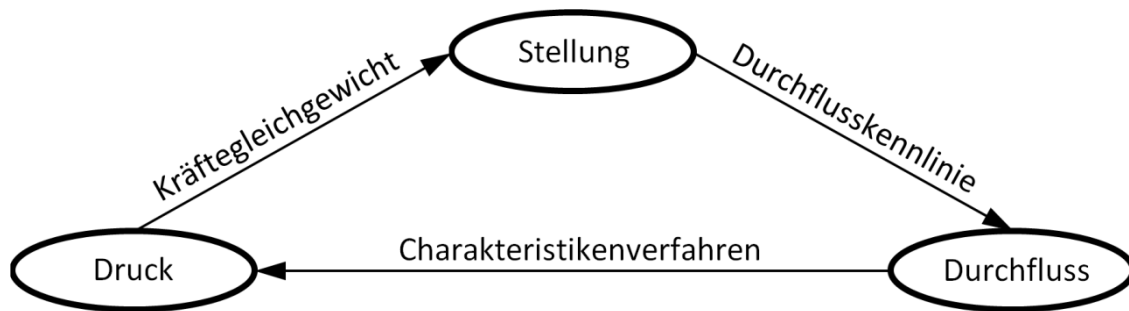 Stellung
Kräftegleichgewicht
Durchflusskennlinie
Charakteristikenverfahren
Druck
Durchfluss